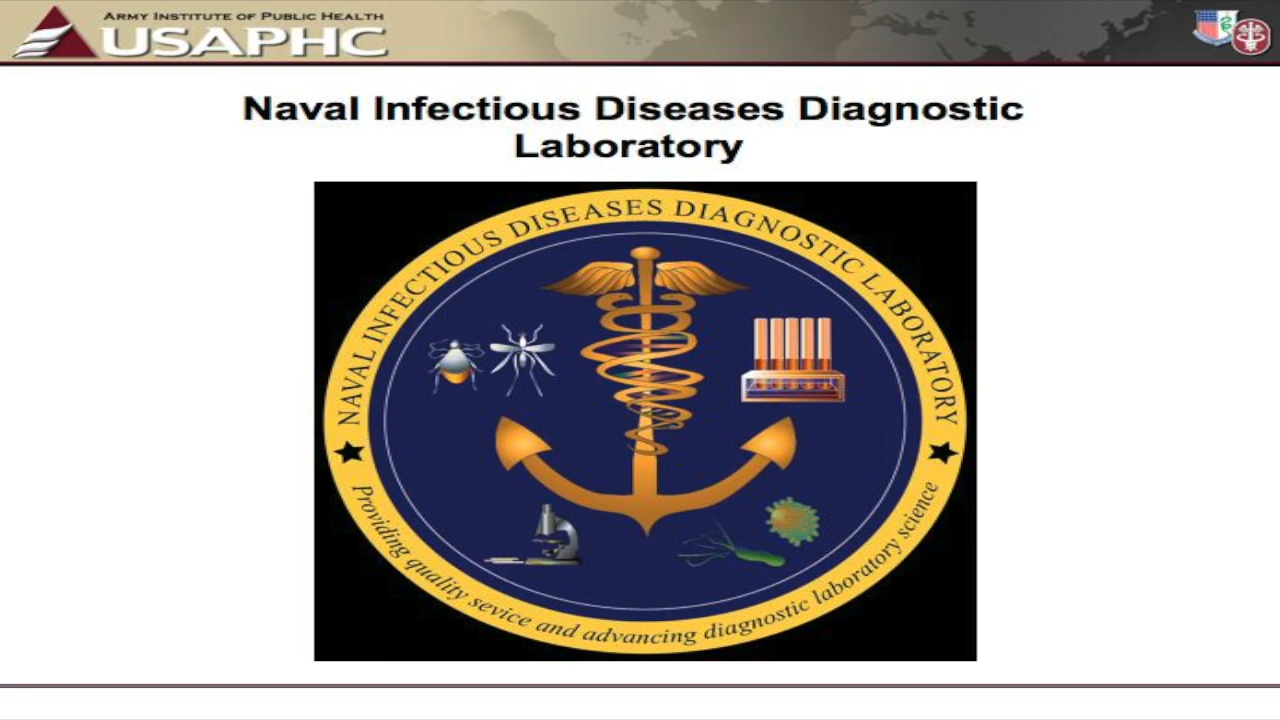 ARMY INSTITUTE OF PUBLIC HEALTH
USAPHC
Naval Infectious Diseases Diagnostic
Laboratory
NAVAL INFECTIOUS DISEASES DIAGNOSTIC LABORATORY
Providing quality sevice and advancing diagnostic laboratory science